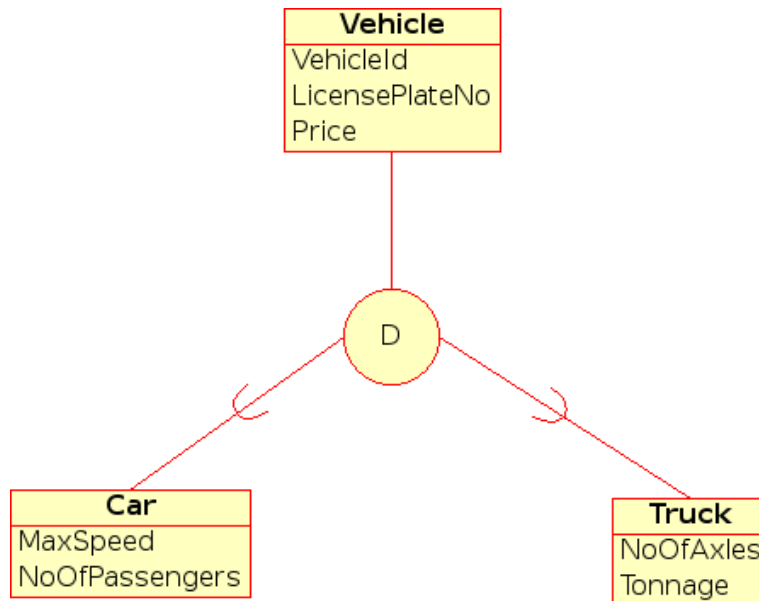 Vehicle
VehicleId
LicensePlateNo
Price
D
Car
MaxSpeed
NoOfPassengers
Truck
NoOfAxles
Tonnage